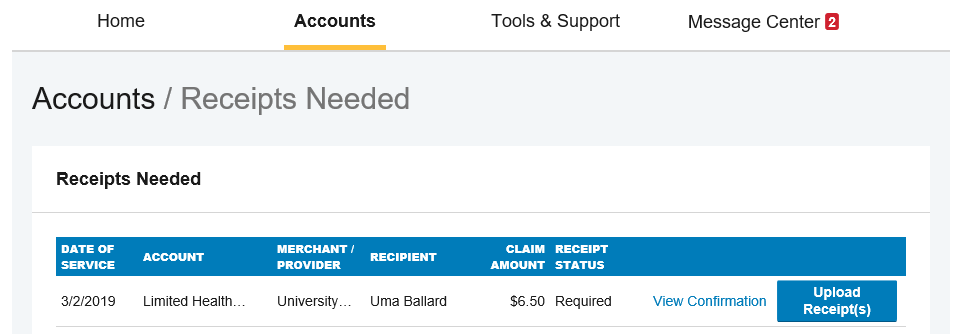 Home Accounts Tools & Support Message Center 2
Accounts / Receipts Needed
Receipts Needed
DATE OF SERVICE ACCOUNT MERCHANT / PROVIDER RECIPIENT CLAIM AMOUNT RECEIPT STATUS
3/2/2019 Limited Health… University… Uma Ballard $6.50 Required View Confirmation Upload Receipt(s)